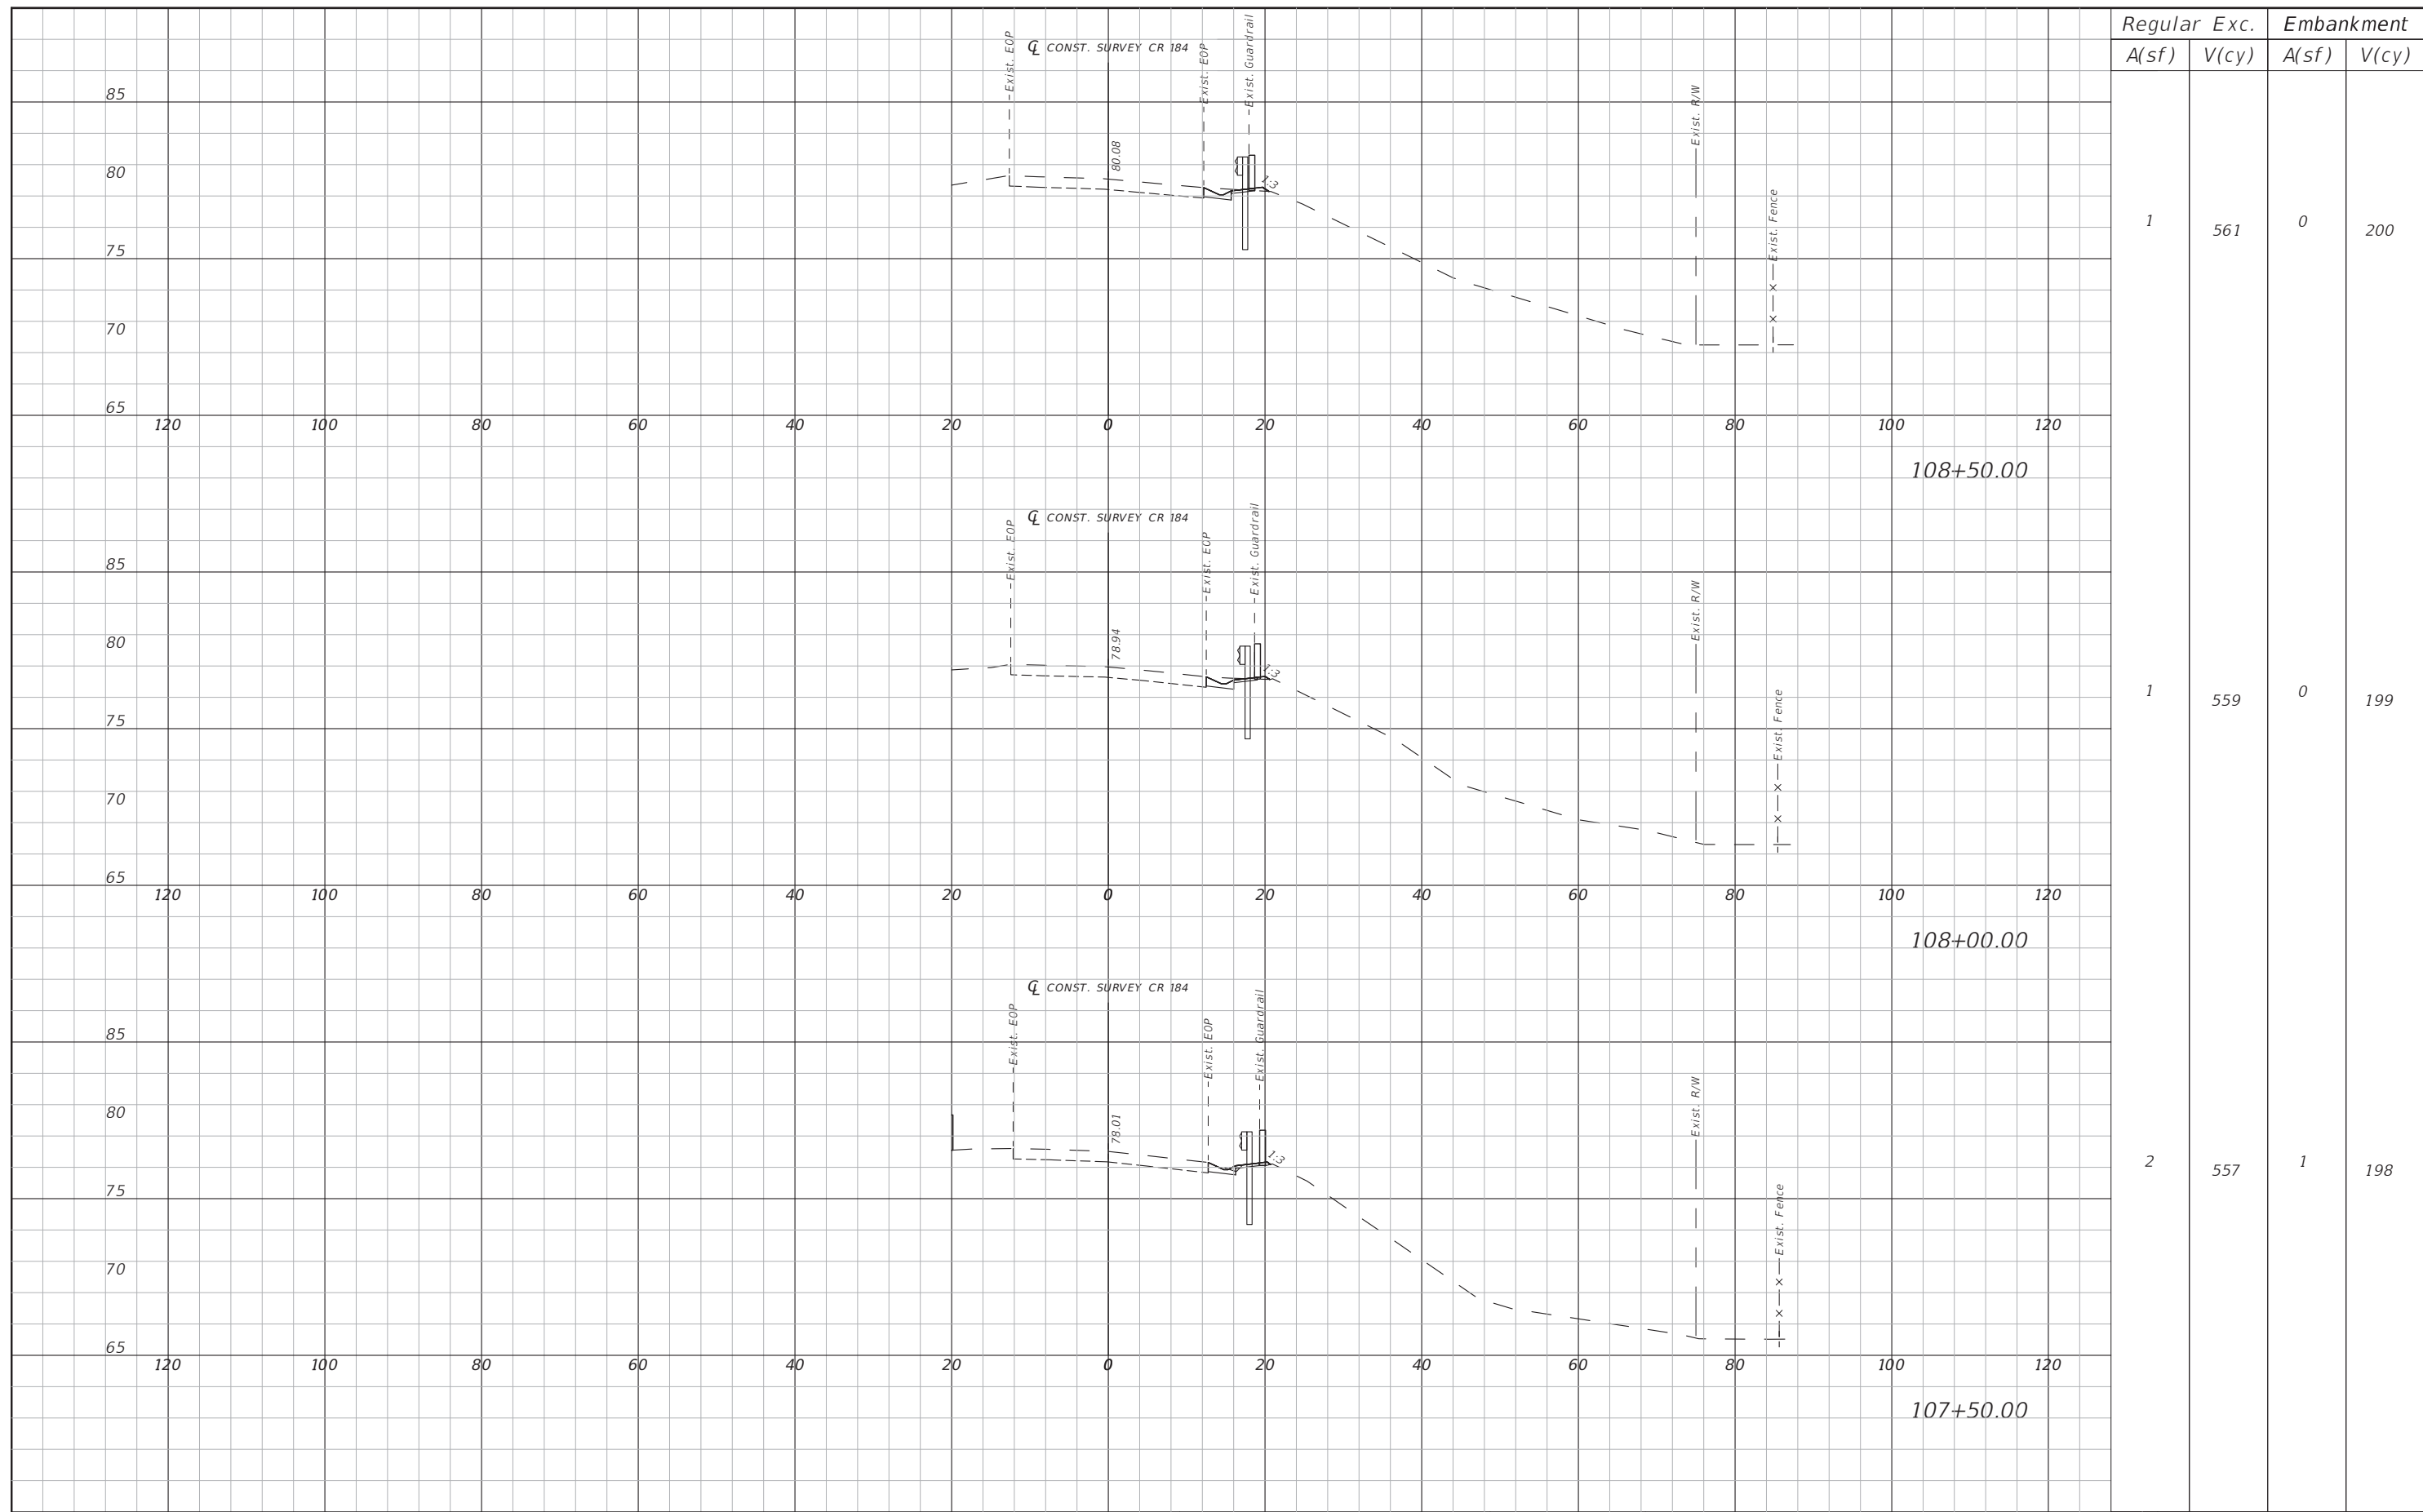 Regular Exc. Embankment
A(sf) V(cy) A(sf) V(cy)
Exist. EOP
℄ CONST. SURVEY CR 184
Exist. EOP
Exist. Guardrail
Exist. R/W
Exist. Fence
80.08
1:3
85
80
75
70
65
1 561 0 200
120 100 80 60 40 20 0 20 40 60 80 100 120
108+50.00
Exist. EOP
℄ CONST. SURVEY CR 184
Exist. EOP
Exist. Guardrail
Exist. R/W
Exist. Fence
78.94
1:3
85
80
75
70
65
1 559 0 199
120 100 80 60 40 20 0 20 40 60 80 100 120
108+00.00
Exist. EOP
℄ CONST. SURVEY CR 184
Exist. EOP
Exist. Guardrail
Exist. R/W
Exist. Fence
78.01
1:3
85
80
75
70
65
2 557 1 198
120 100 80 60 40 20 0 20 40 60 80 100 120
107+50.00